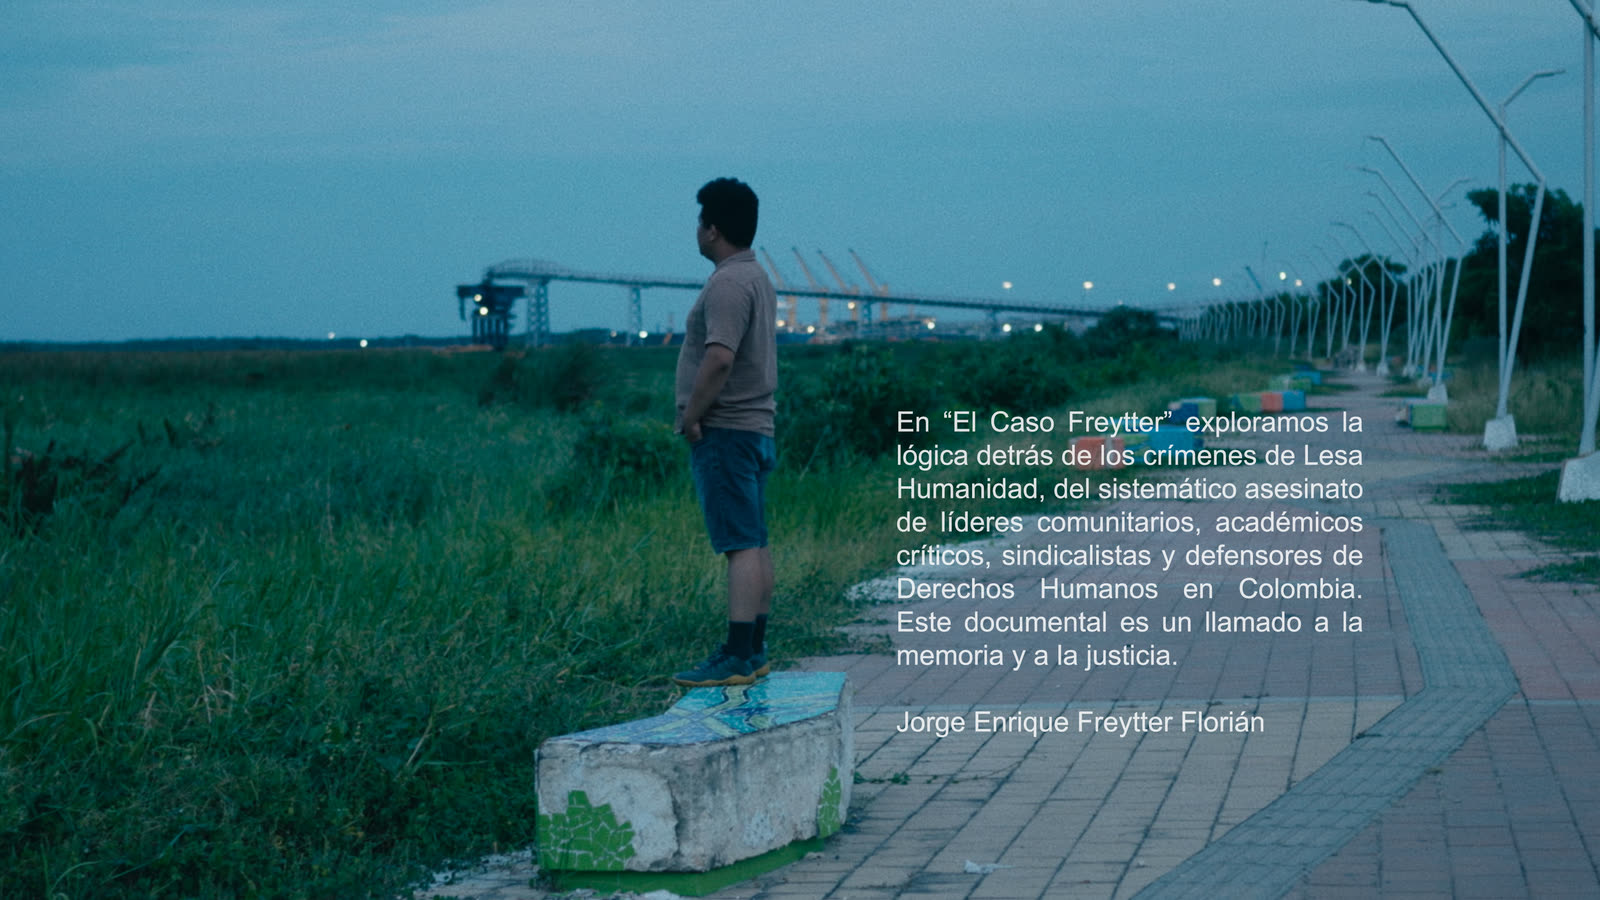 En “El Caso Freytter” exploramos la
lógica detrás de los crímenes de Lesa
Humanidad, del sistemático asesinato
de líderes comunitarios, académicos
críticos, sindicalistas y defensores de
Derechos Humanos en Colombia.
Este documental es un llamado a la
memoria y a la justicia.
Jorge Enrique Freytter Florián